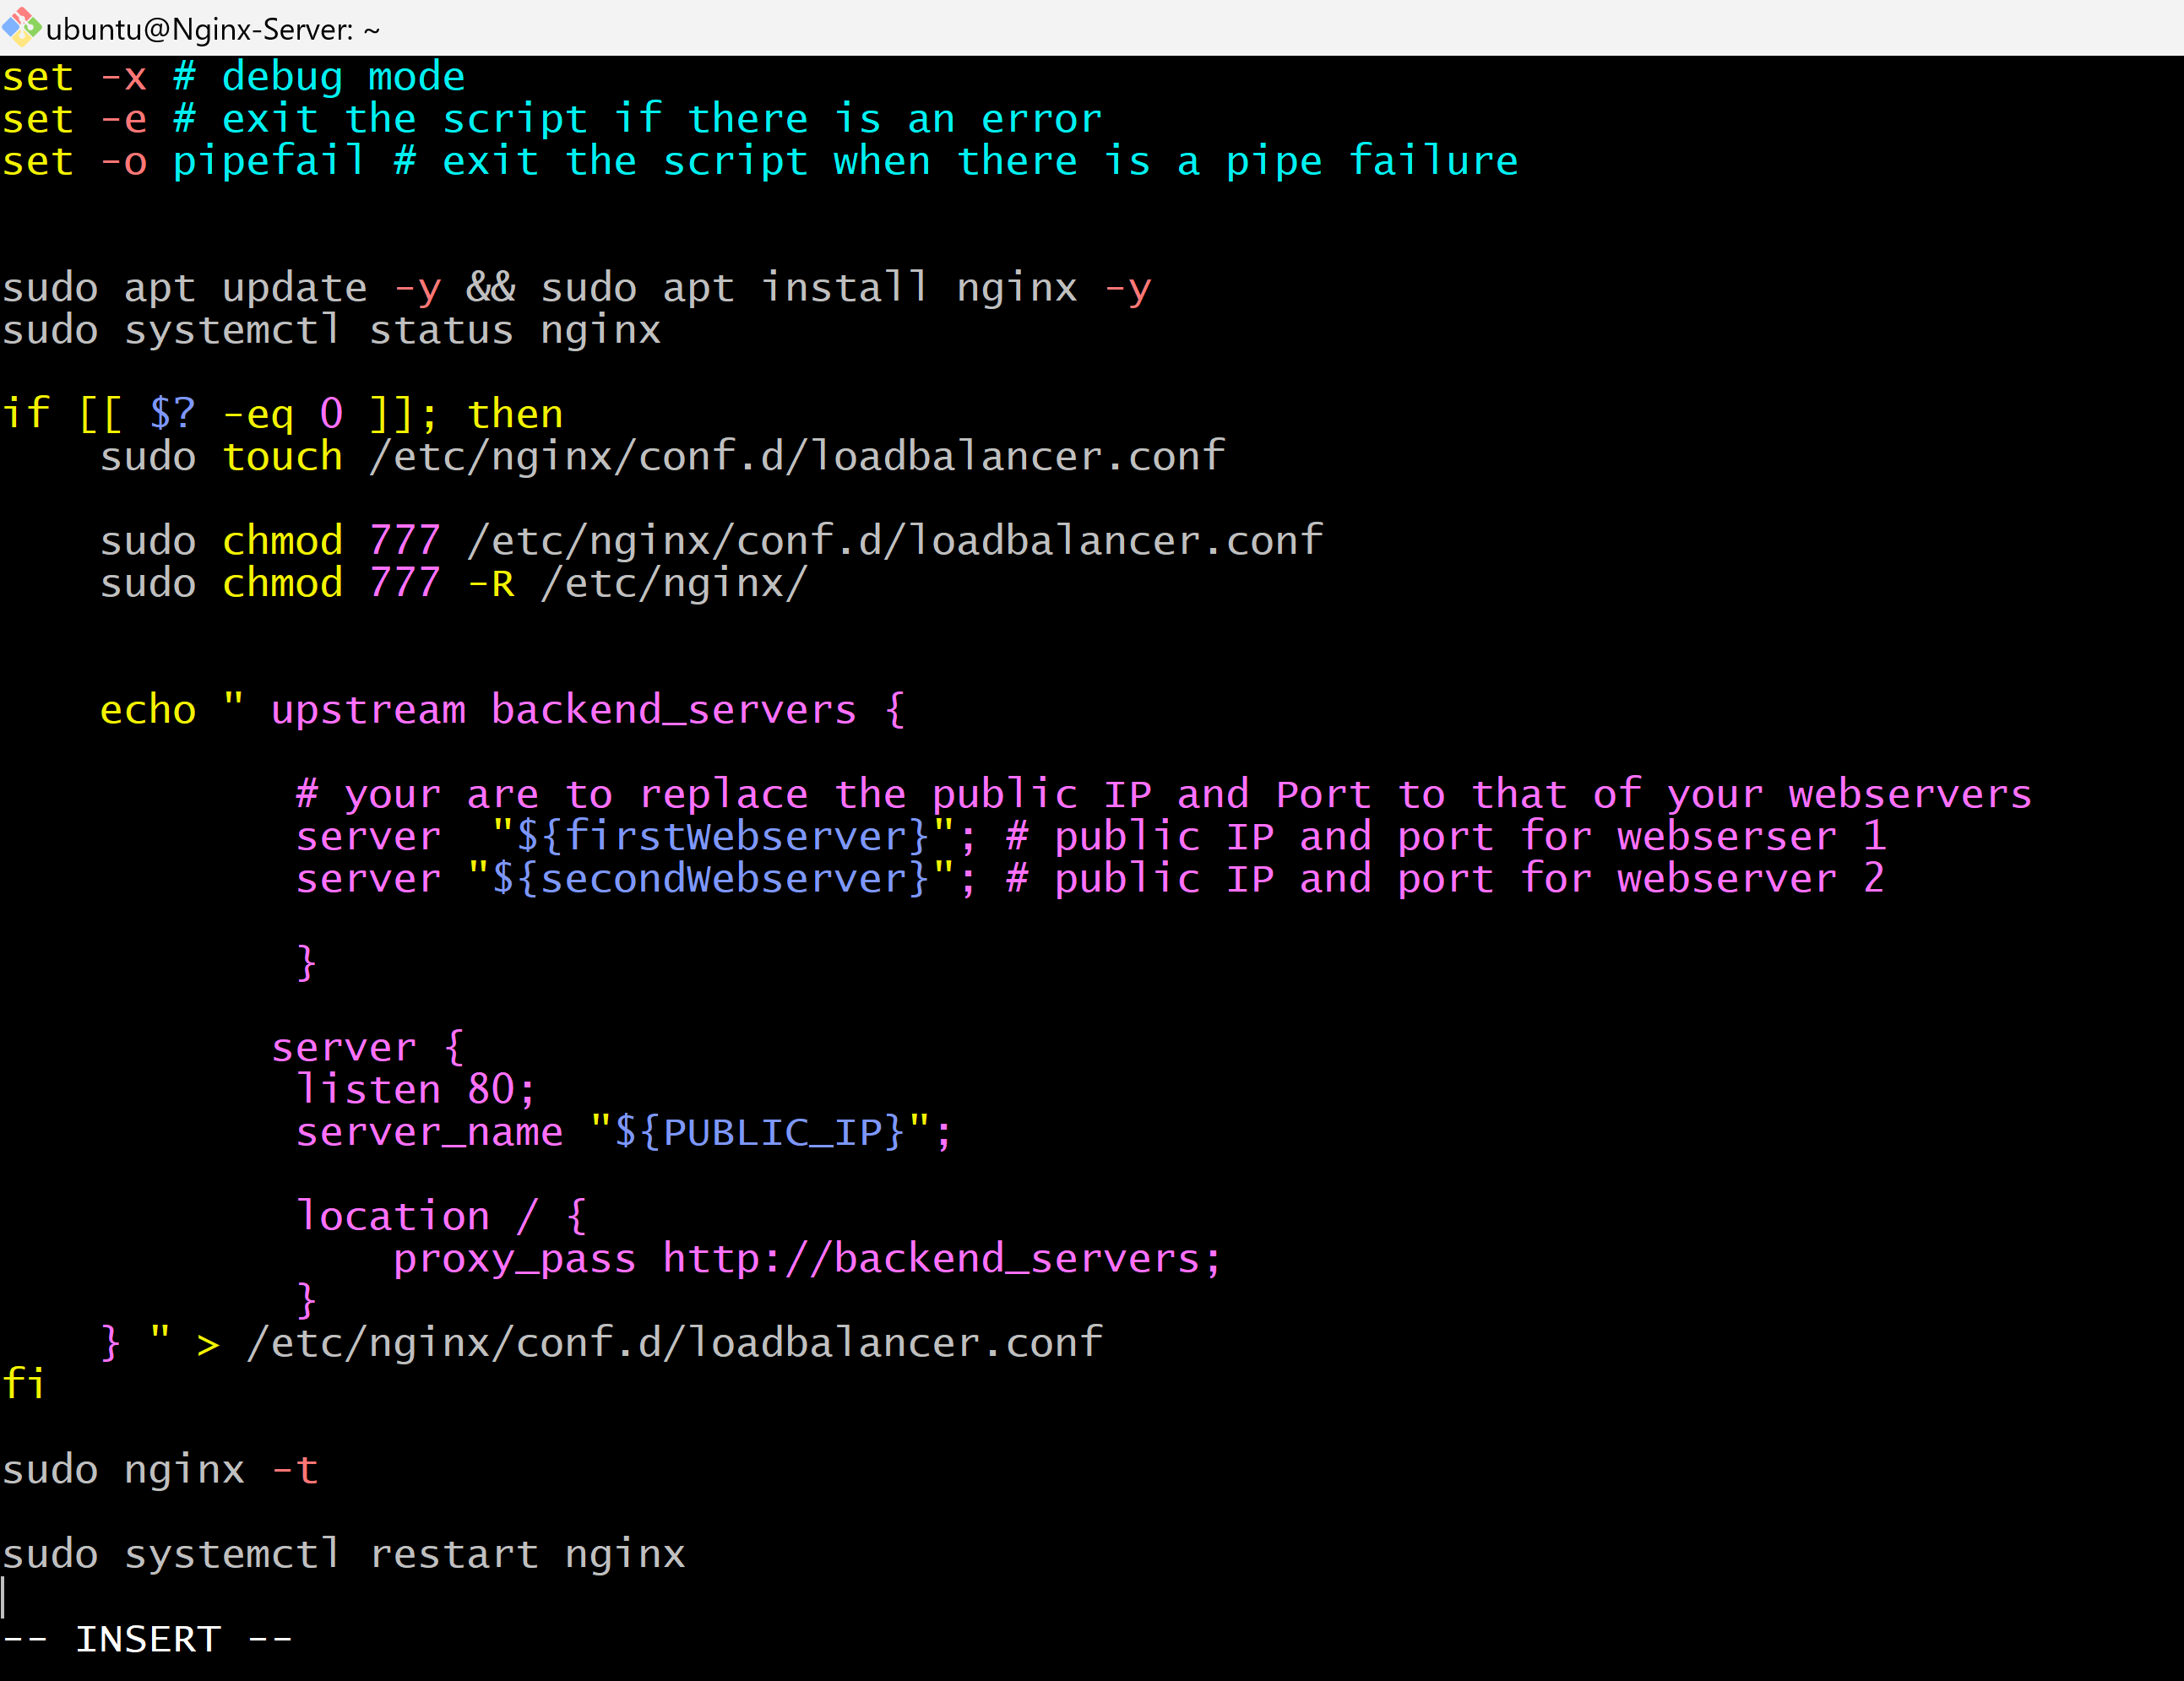 ubuntu@Nginx-Server: ~
set -x # debug mode
set -e # exit the script if there is an error
set -o pipefail # exit the script when there is a pipe failure
sudo apt update -y && sudo apt install nginx -y
sudo systemctl status nginx
if [[ $? -eq 0 ]]; then
    sudo touch /etc/nginx/conf.d/loadbalancer.conf
    sudo chmod 777 /etc/nginx/conf.d/loadbalancer.conf
    sudo chmod 777 -R /etc/nginx/
    echo " upstream backend_servers {
            # your are to replace the public IP and Port to that of your webservers
            server  "${firstWebserver}"; # public IP and port for webserser 1
            server "${secondWebserver}"; # public IP and port for webserver 2
            }
           server {
            listen 80;
            server_name "${PUBLIC_IP}";
            location / {
                proxy_pass http://backend_servers;
            }
    } " > /etc/nginx/conf.d/loadbalancer.conf
fi
sudo nginx -t
sudo systemctl restart nginx
-- INSERT --